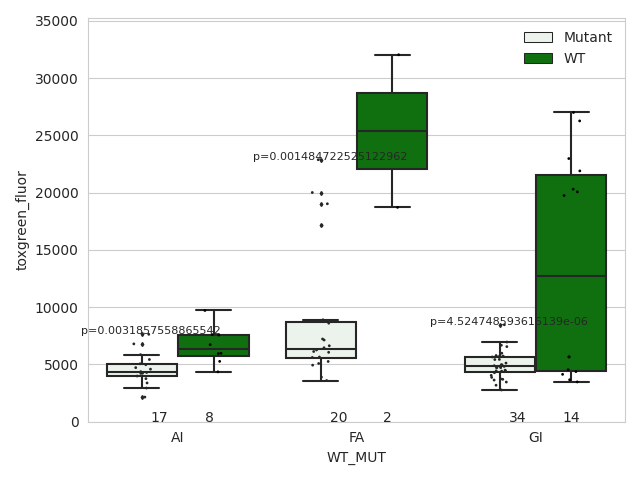 35000
30000
25000
20000
15000
10000
5000
0
toxgreen_fluor
Mutant
WT
p=0.001484722525122962
p=0.0031857558865542
p=4.524748593615139e-06
17 8 20 2 34 14
AI FA GI
WT_MUT